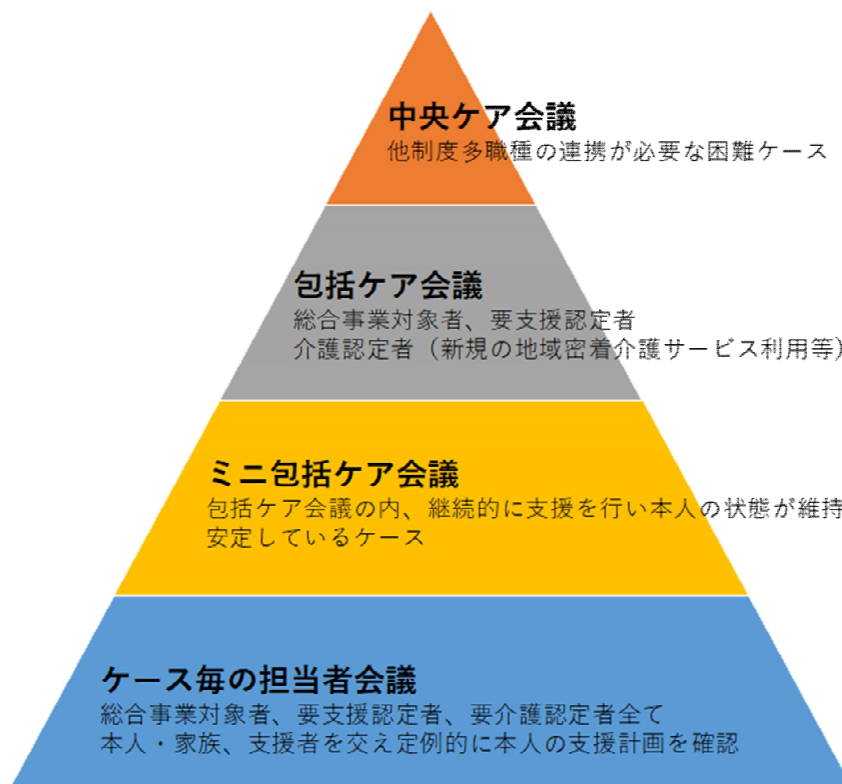 中央ケア会議
他制度多職種の連携が必要な困難ケース
包括ケア会議
総合事業対象者、要支援認定者
介護認定者（新規の地域密着介護サービス利用等）
ミニ包括ケア会議
包括ケア会議の内、継続的に支援を行い本人の状態が維持
安定しているケース
ケース毎の担当者会議
総合事業対象者、要支援認定者、要介護認定者全て
本人・家族、支援者を交え定例的に本人の支援計画を確認